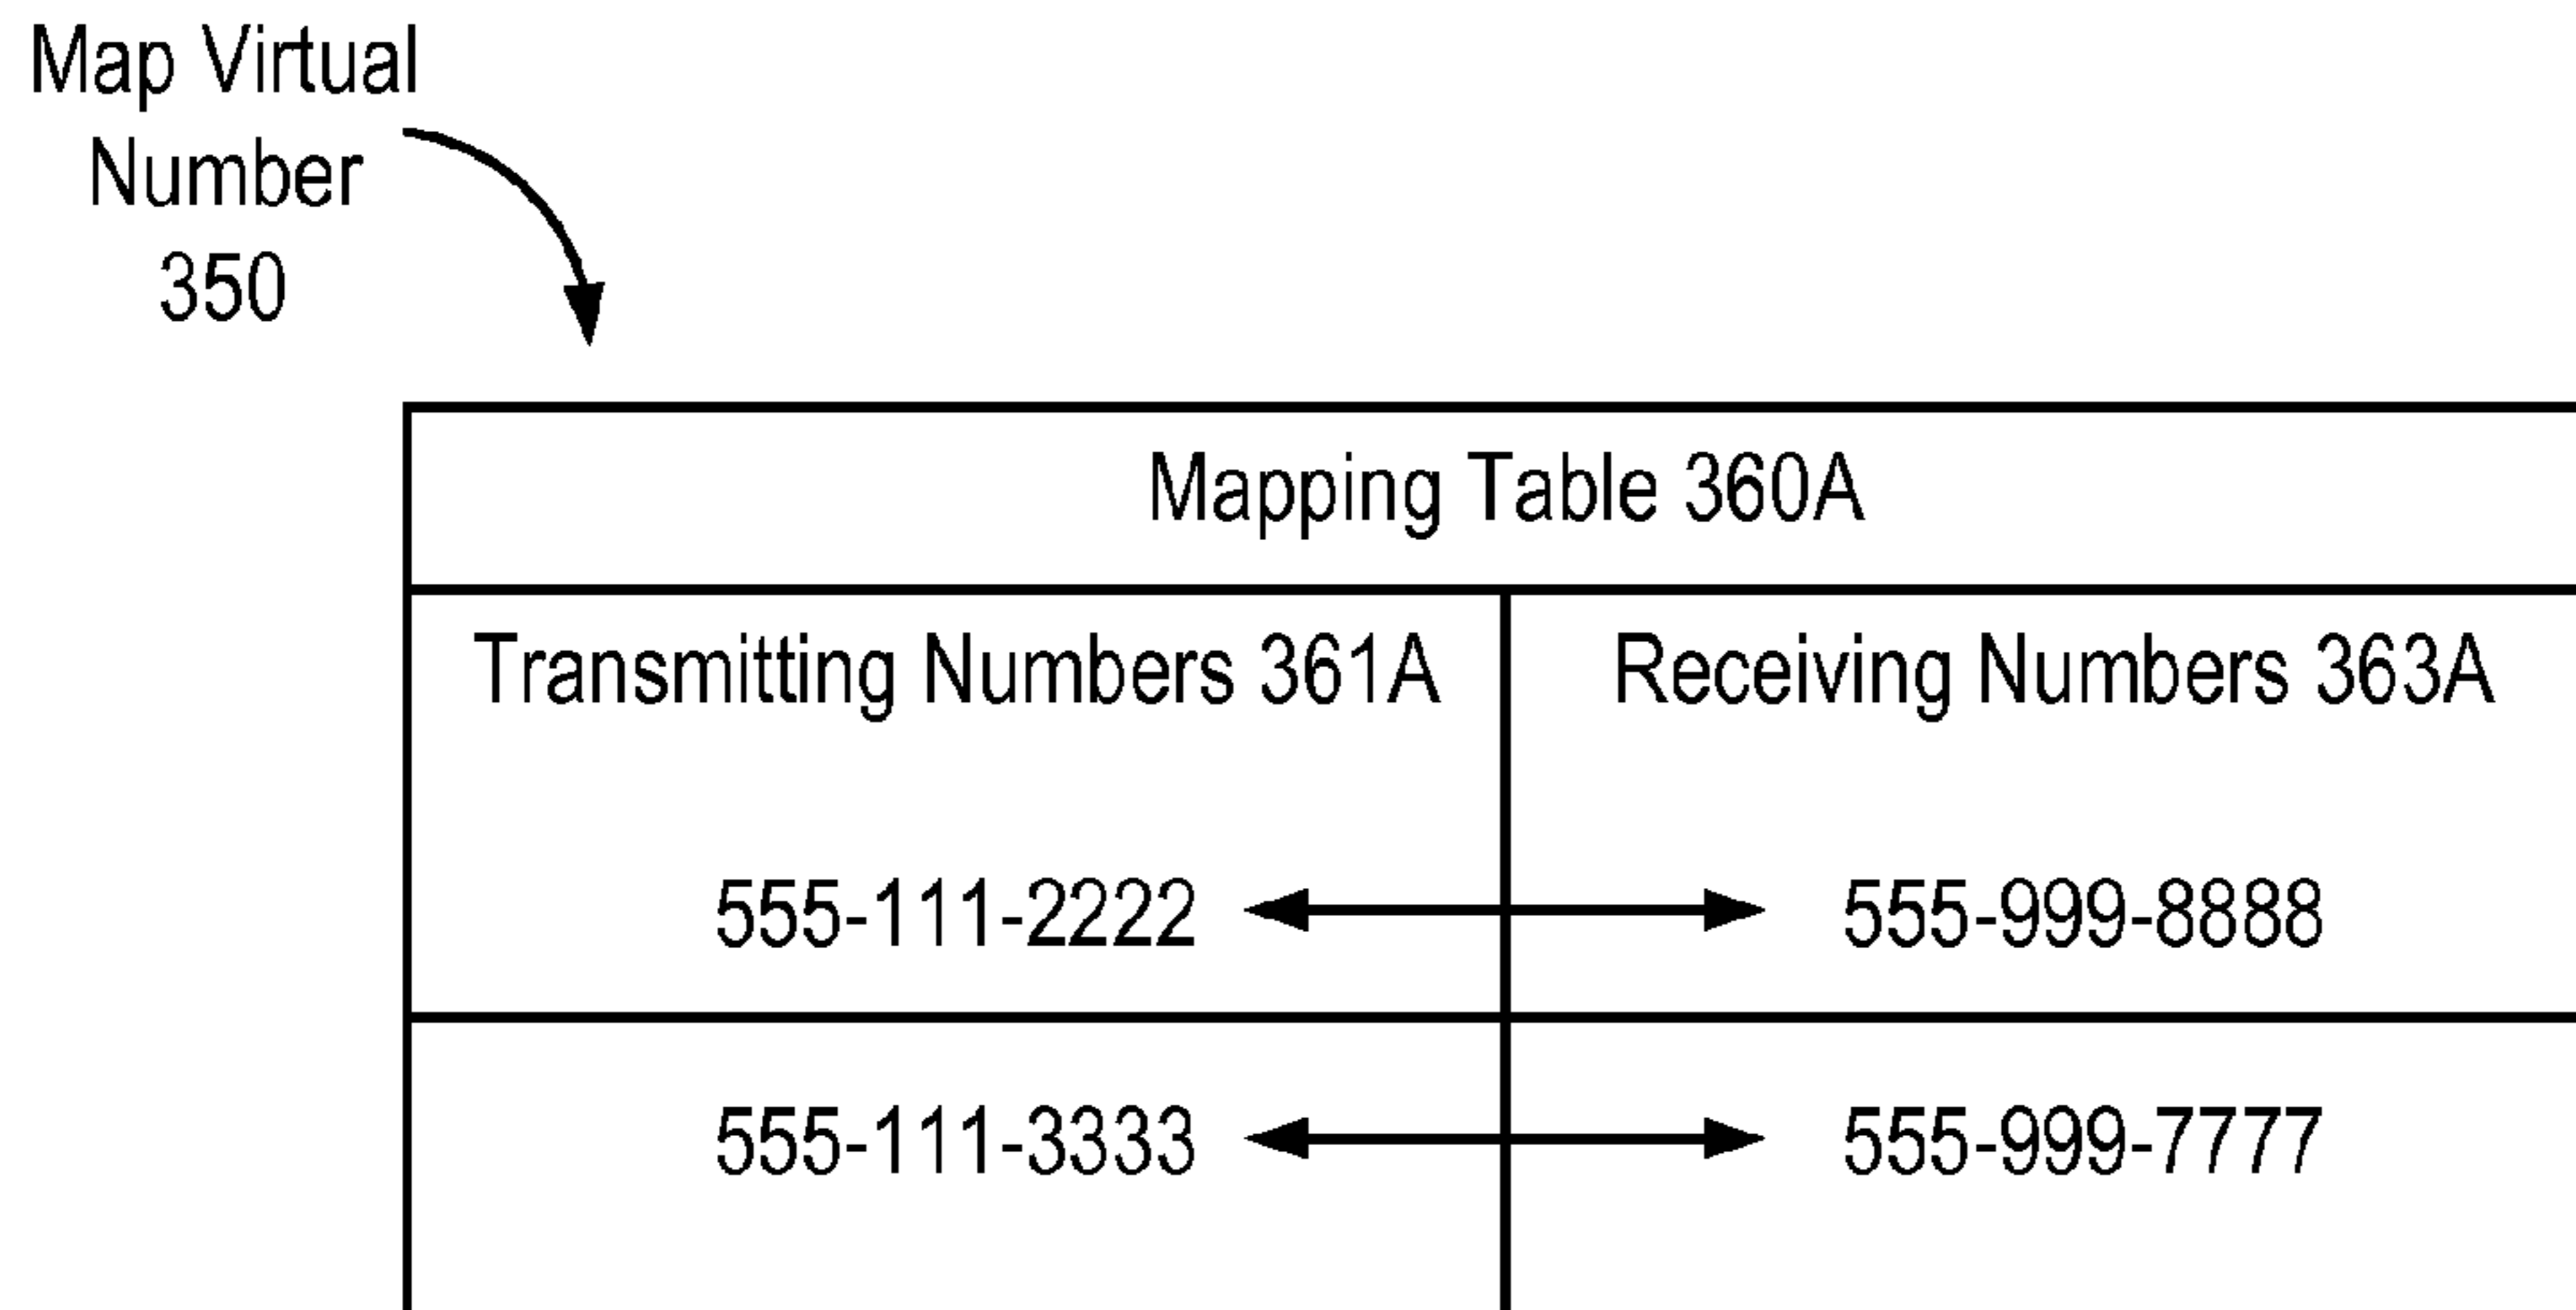 Map Virtual
Number
350
Mapping Table 360A
Transmitting Numbers 361A
Receiving Numbers 363A
555-111-2222
555-999-8888
555-111-3333
555-999-7777